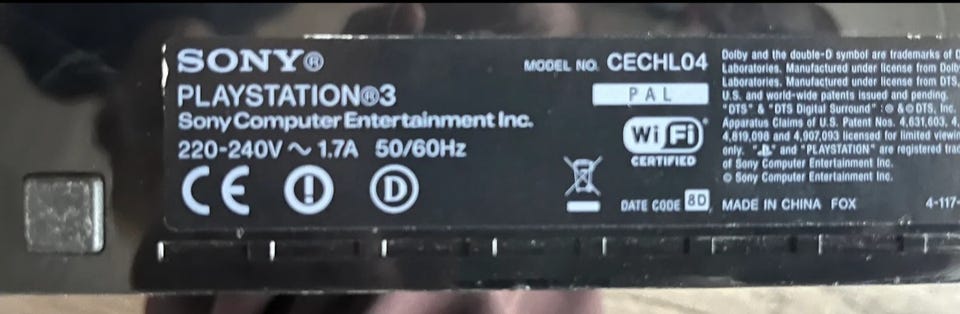 SONY®
PLAYSTATION®3
Sony Computer Entertainment Inc.
220-240V ~ 1.7A 50/60Hz
CE
D
MODEL NO. CECHL04
PAL
Wi Fi®
CERTIFIED
DATE CODE 8D
Dolby and the double-D symbol are trademarks of
Laboratories. Manufactured under license from
Laboratories. Manufactured under license from DTS,
U.S. and world-wide patents issued and pending.
"DTS" & "DTS Digital Surround" : ® & © DTS, Inc.
Apparatus Claims of U.S. Patent Nos. 4,631,603,
4,819,098 and 4,907,093 licensed for limited
only. " " and "PLAYSTATION" are registered
of Sony Computer Entertainment Inc.
© Sony Computer Entertainment Inc.
MADE IN CHINA FOX
4-117-